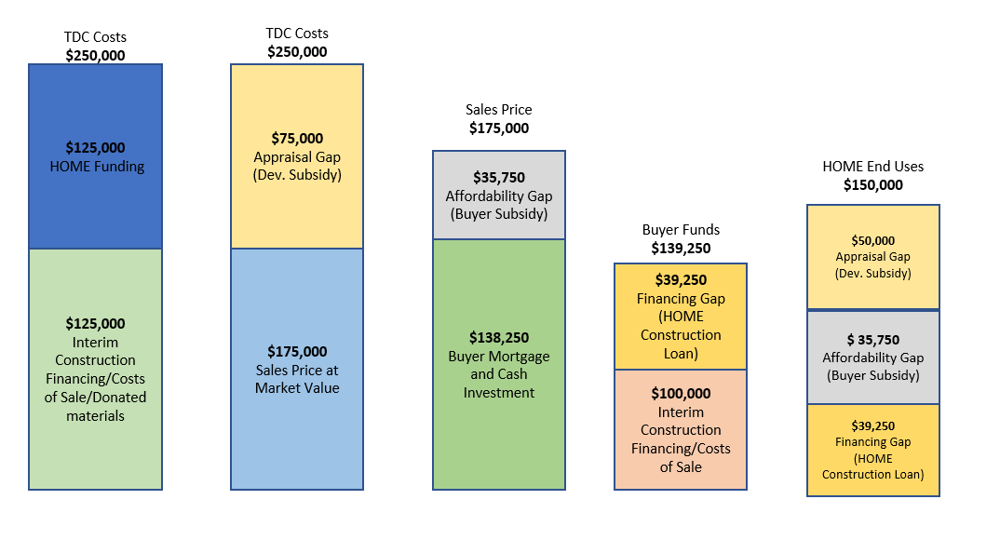 TDC Costs
$250,000
$125,000
HOME Funding
$125,000
Interim
Construction
Financing/Costs
of Sale/Donated
materials
TDC Costs
$250,000
$75,000
Appraisal Gap
(Dev. Subsidy)
$175,000
Sales Price at
Market Value
Sales Price
$175,000
$35,750
Affordability Gap
(Buyer Subsidy)
$138,250
Buyer Mortgage
and Cash
Investment
Buyer Funds
$139,250
$39,250
Financing Gap
(HOME
Construction
Loan)
$100,000
Interim
Construction
Financing/Costs
of Sale
HOME End Uses
$150,000
$50,000
Appraisal Gap
(Dev. Subsidy)
$ 35,750
Affordability Gap
(Buyer Subsidy)
$39,250
Financing Gap
(HOME
Construction Loan)